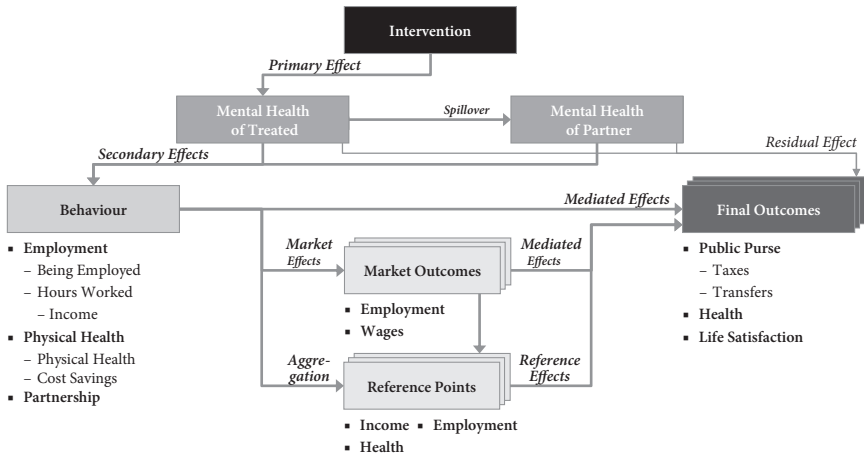 Intervention
Primary Effect
Mental Health
of Treated
Spillover
Mental Health
of Partner
Residual Effect
Secondary Effects
Behaviour
Mediated Effects
Final Outcomes
▪ Employment
– Being Employed
– Hours Worked
– Income
▪ Physical Health
– Physical Health
– Cost Savings
▪ Partnership
Market
Effects
Market Outcomes
Mediated
Effects
▪ Employment
▪ Wages
Aggre-
gation
Reference Points
Reference
Effects
▪ Income ▪ Employment
▪ Health
▪ Public Purse
– Taxes
– Transfers
▪ Health
▪ Life Satisfaction